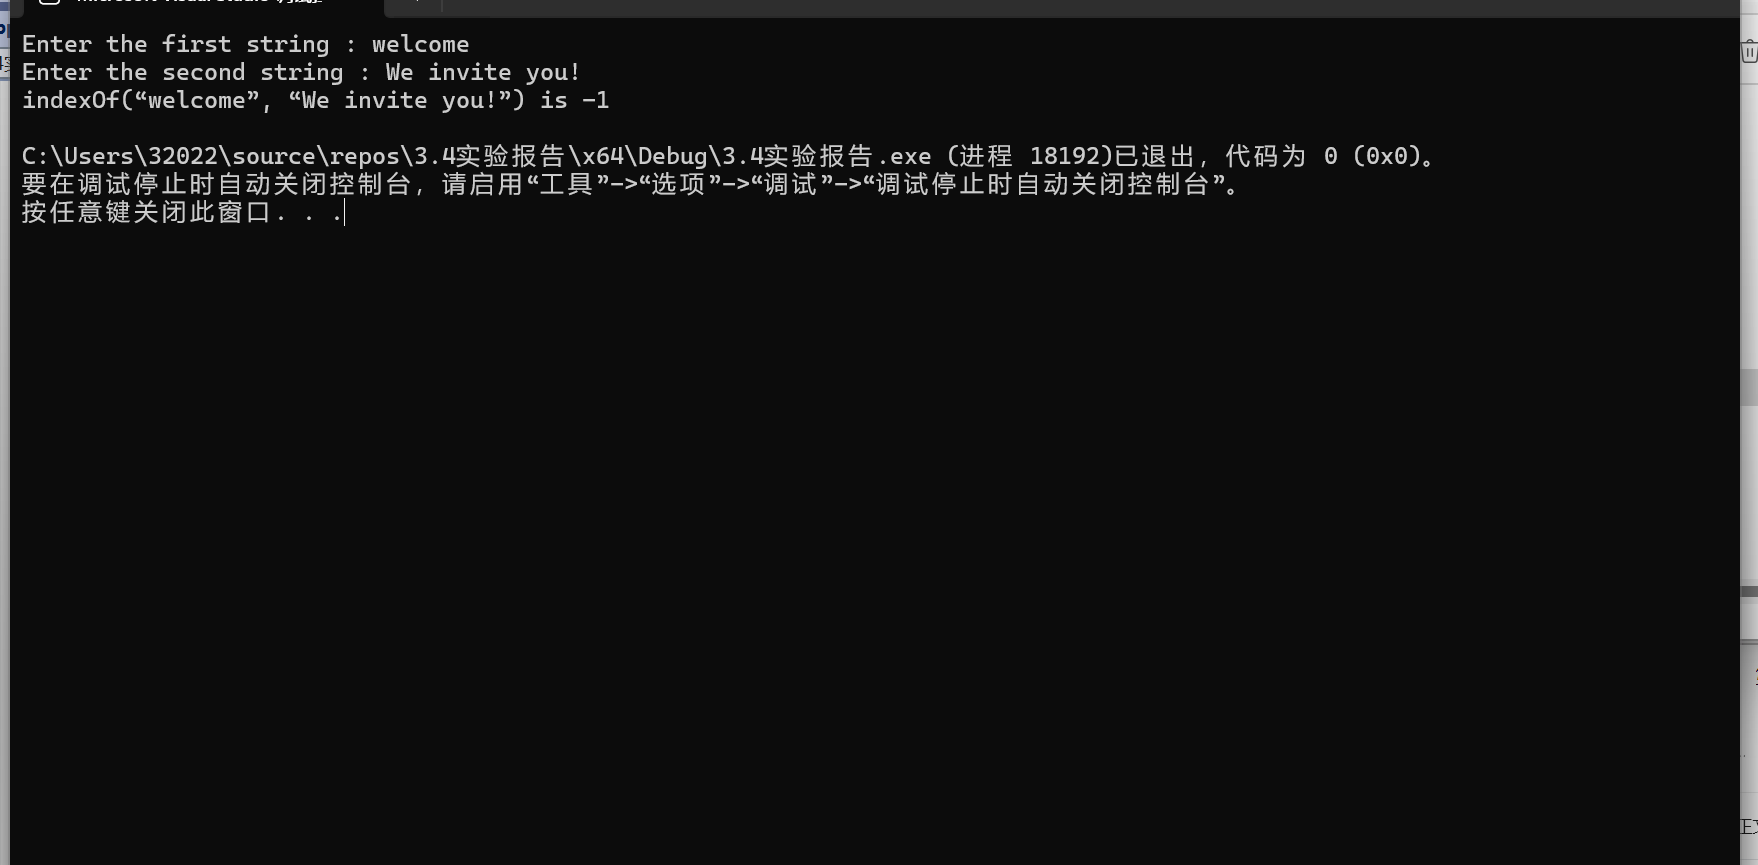 Enter the first string : welcome
Enter the second string : We invite you!
indexOf(“welcome”, “We invite you!”) is -1
C:\Users\32022\source\repos\3.4实验报告\x64\Debug\3.4实验报告.exe (进程 18192)已退出，代码为 0 (0x0)。
要在调试停止时自动关闭控制台，请启用“工具”->“选项”->“调试”->“调试停止时自动关闭控制台”。
按任意键关闭此窗口. . .